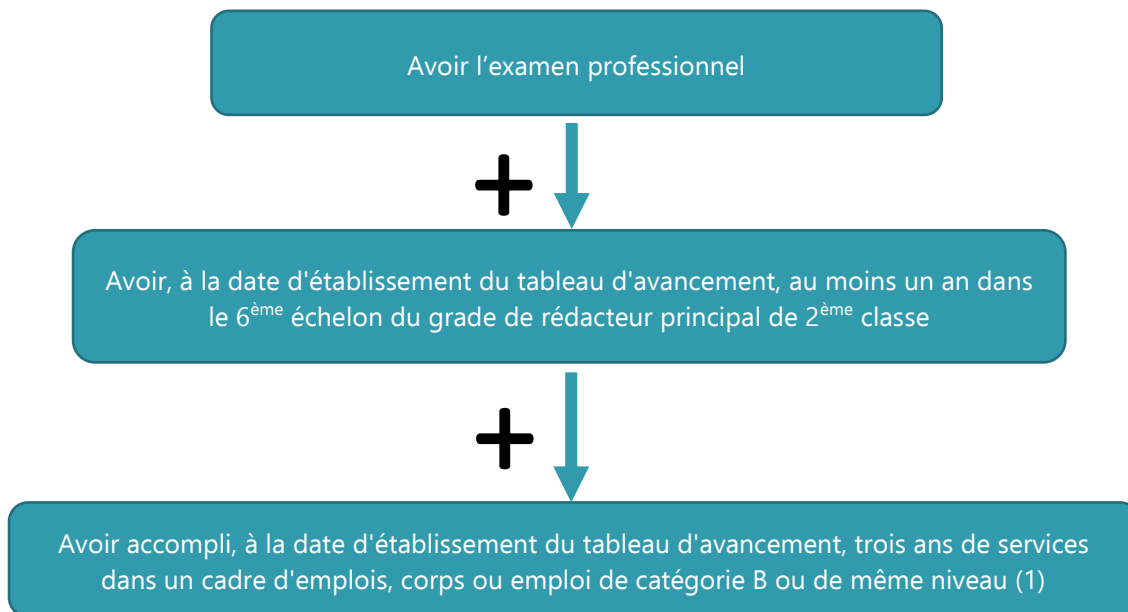 Avoir l’examen professionnel
+
Avoir, à la date d'établissement du tableau d'avancement, au moins un an dans
le 6ème échelon du grade de rédacteur principal de 2ème classe
+
Avoir accompli, à la date d'établissement du tableau d'avancement, trois ans de services
dans un cadre d'emplois, corps ou emploi de catégorie B ou de même niveau (1)